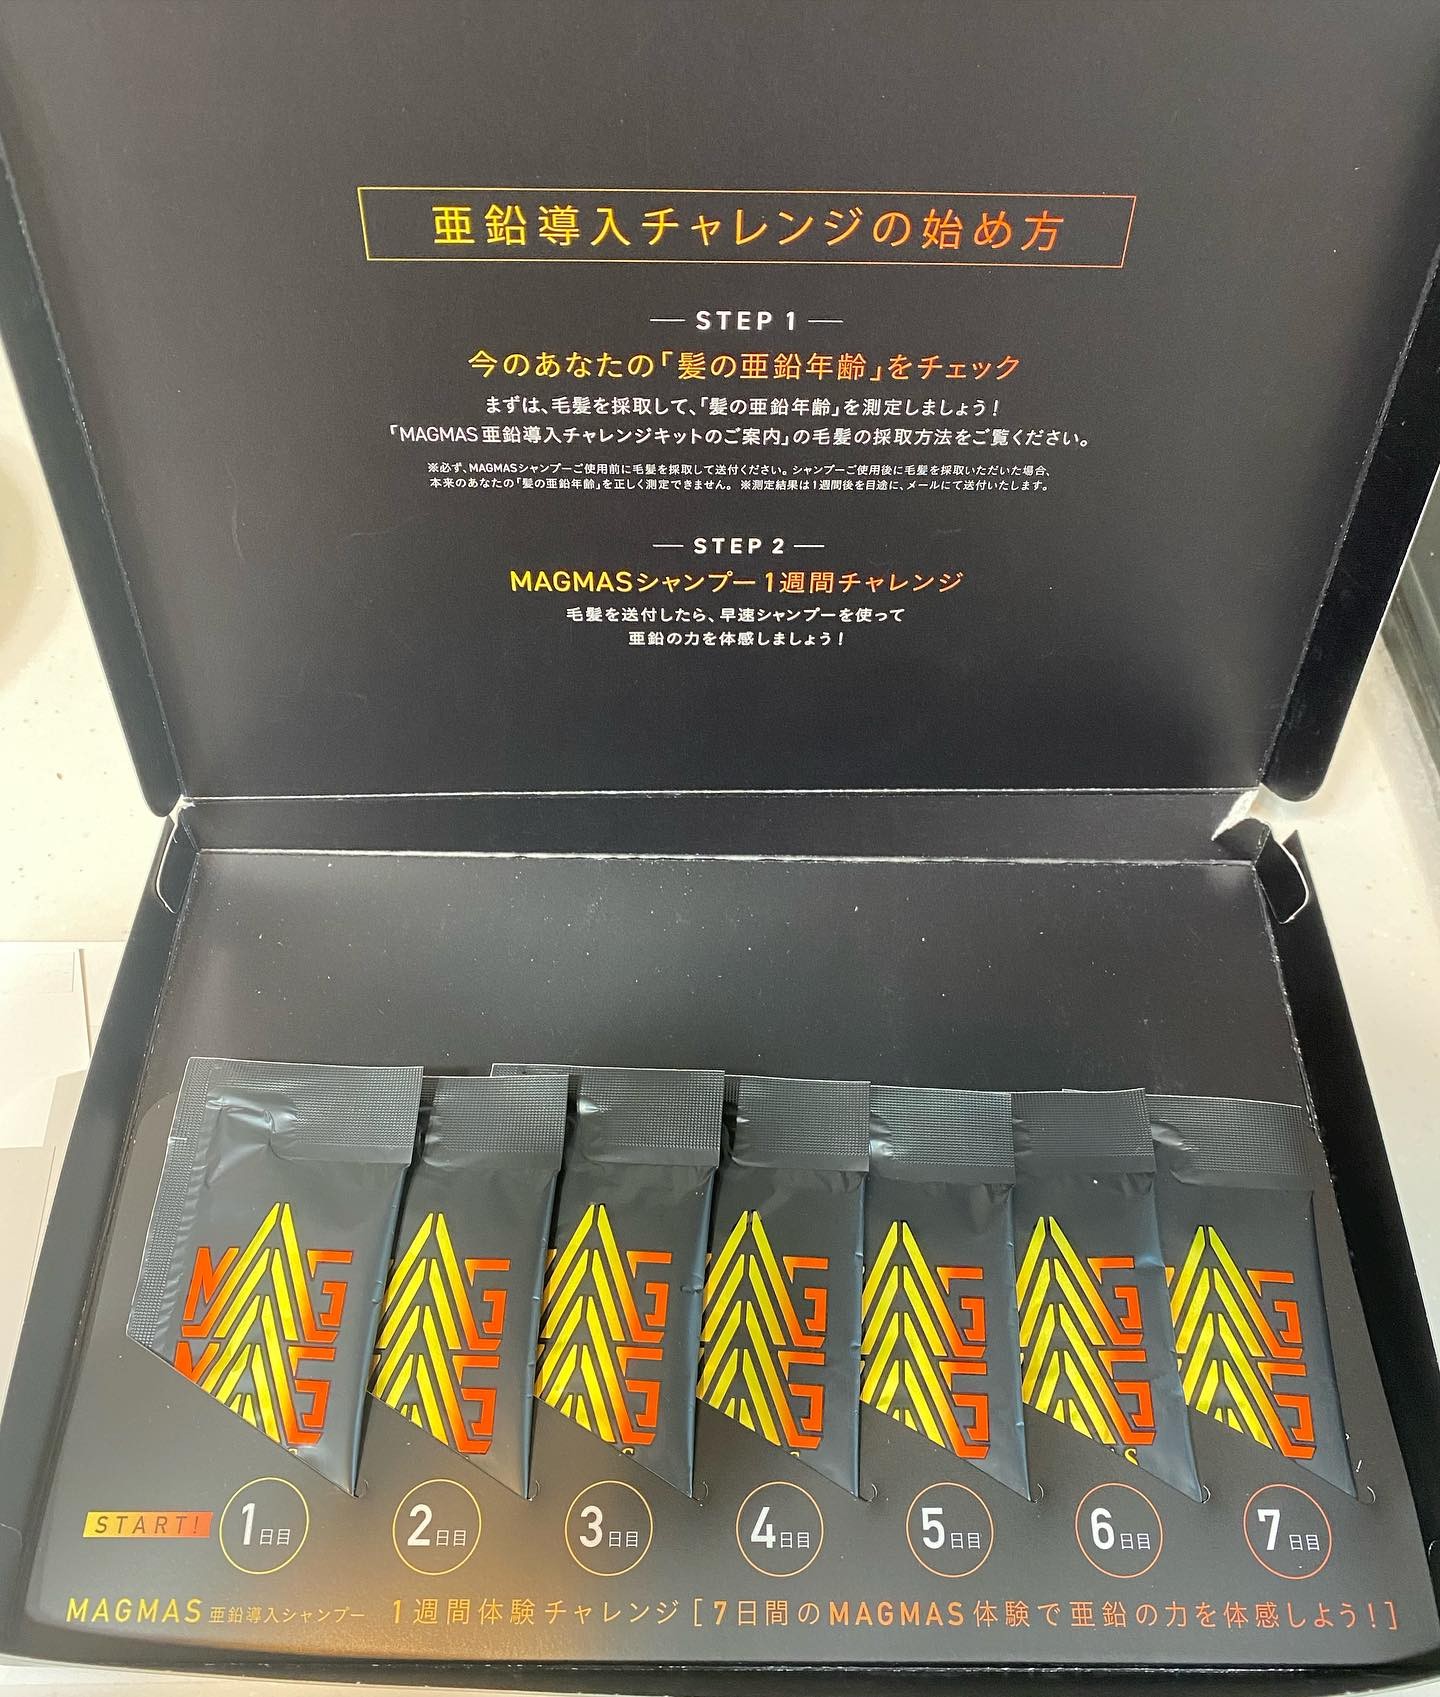 亜鉛導入チャレンジの始め方
STEP 1
今のあなたの「髪の亜鉛年齢」をチェック
まずは、毛髪を採取して、「髪の亜鉛年齢」を測定しましょう！
「MAGMAS亜鉛導入チャレンジキットのご案内」の毛髪の採取方法をご覧ください。
※必ず、MAGMASシャンプーご使用前に毛髪を採取して送付ください。シャンプーご使用後に毛髪を採取いただいた場合、
本来のあなたの「髪の亜鉛年齢」を正しく測定できません。※測定結果は1週間後を目途に、メールにて送付いたします。
STEP 2
MAGMASシャンプー1週間チャレンジ
毛髪を送付したら、早速シャンプーを使って
亜鉛の力を体感しましょう！
START! 1日目 2日目 3日目 4日目 5日目 6日目 7日目
MAGMAS 亜鉛導入シャンプー 1週間体験チャレンジ [7日間のMAGMAS体験で亜鉛の力を体感しよう！]